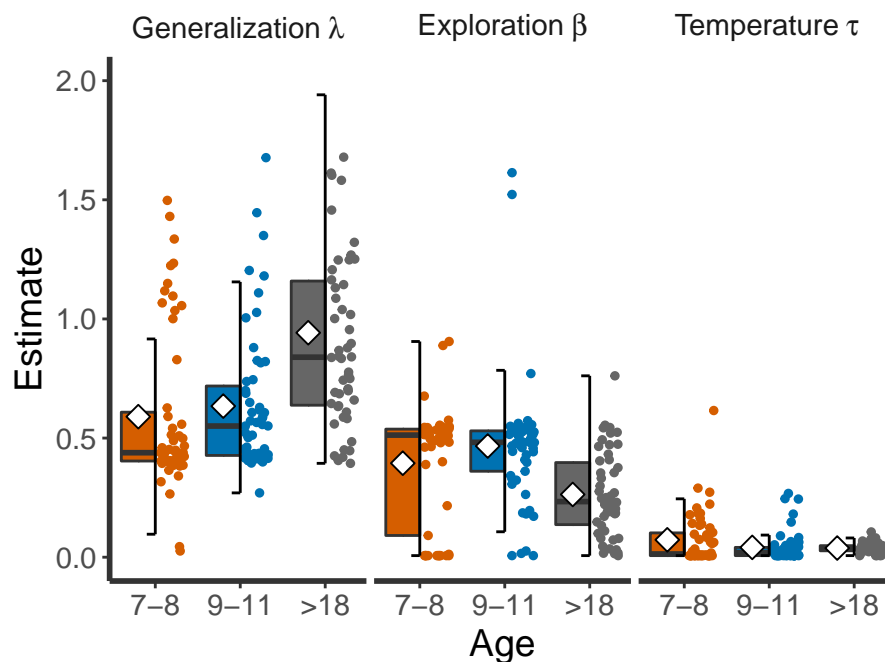 Generalization λ Exploration β Temperature τ
2.0
1.5
1.0
0.5
0.0
Estimate
7–8 9–11 >18 7–8 9–11 >18 7–8 9–11 >18
Age